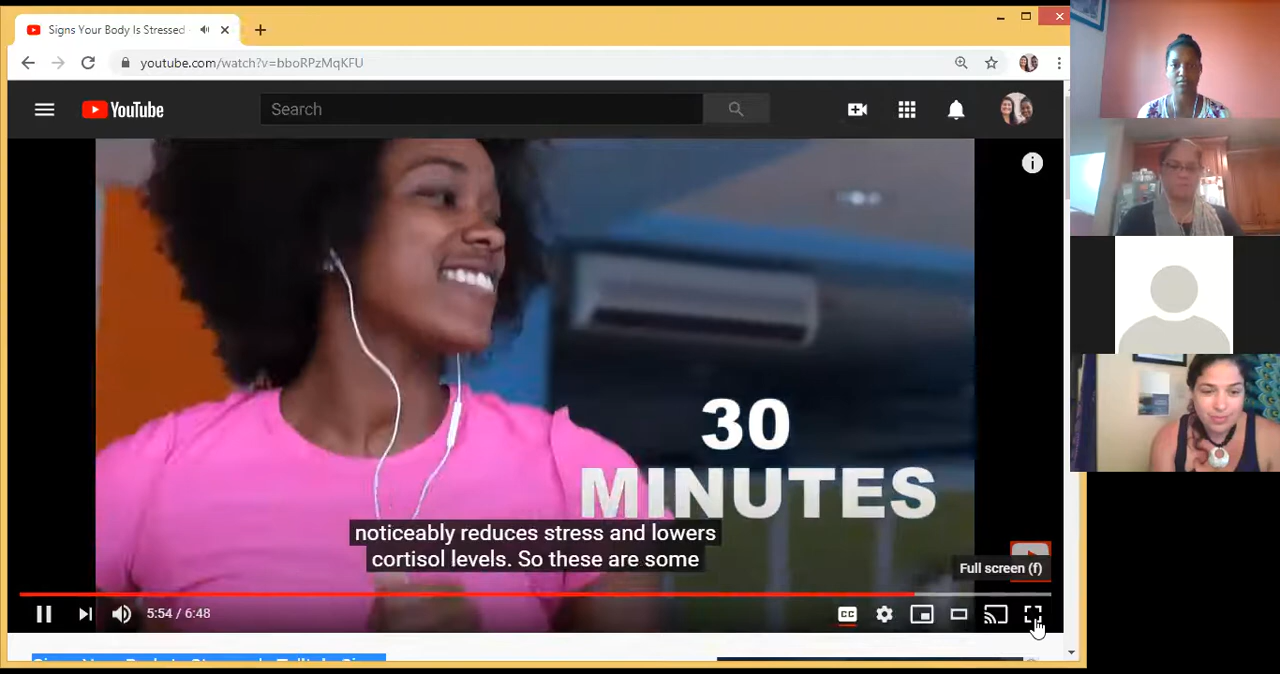 Signs Your Body Is Stressed
youtube.com/watch?v=bboRPzMqKFU
YouTube
Search
30
MINUTES
noticeably reduces stress and lowers
cortisol levels. So these are some
Full screen (f)
5:54 / 6:48
CC